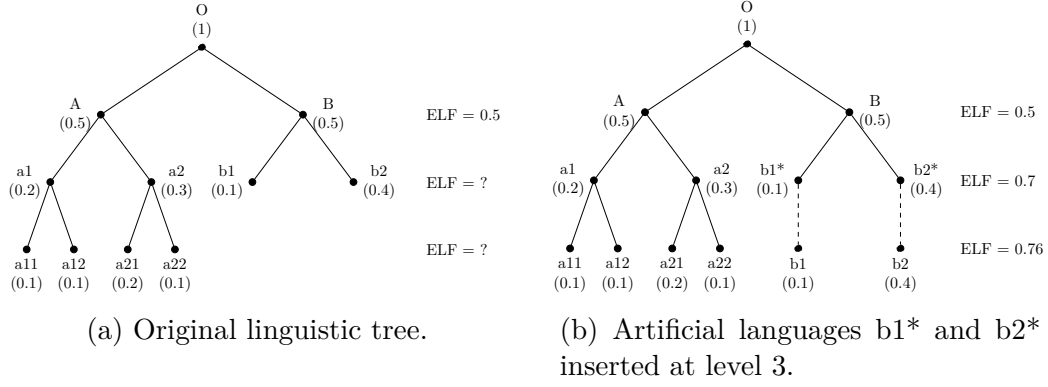 O
(1)
A
(0.5)
B
(0.5)
ELF = 0.5
a1
(0.2)
a2
(0.3)
b1
(0.1)
b2
(0.4)
ELF = ?
a11
(0.1)
a12
(0.1)
a21
(0.2)
a22
(0.1)
ELF = ?
(a) Original linguistic tree.
O
(1)
A
(0.5)
B
(0.5)
ELF = 0.5
a1
(0.2)
a2
(0.3)
b1*
(0.1)
b2*
(0.4)
ELF = 0.7
a11
(0.1)
a12
(0.1)
a21
(0.2)
a22
(0.1)
b1
(0.1)
b2
(0.4)
ELF = 0.76
(b) Artificial languages b1* and b2*
inserted at level 3.